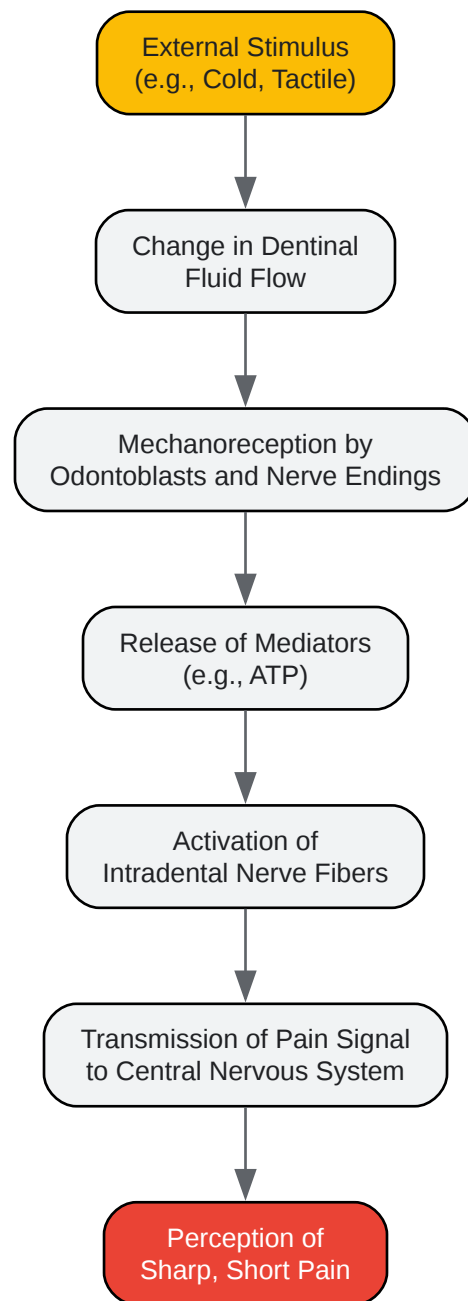 External Stimulus
(e.g., Cold, Tactile)
Change in Dentinal
Fluid Flow
Mechanoreception by
Odontoblasts and Nerve Endings
Release of Mediators
(e.g., ATP)
Activation of
Intradental Nerve Fibers
Transmission of Pain Signal
to Central Nervous System
Perception of
Sharp, Short Pain